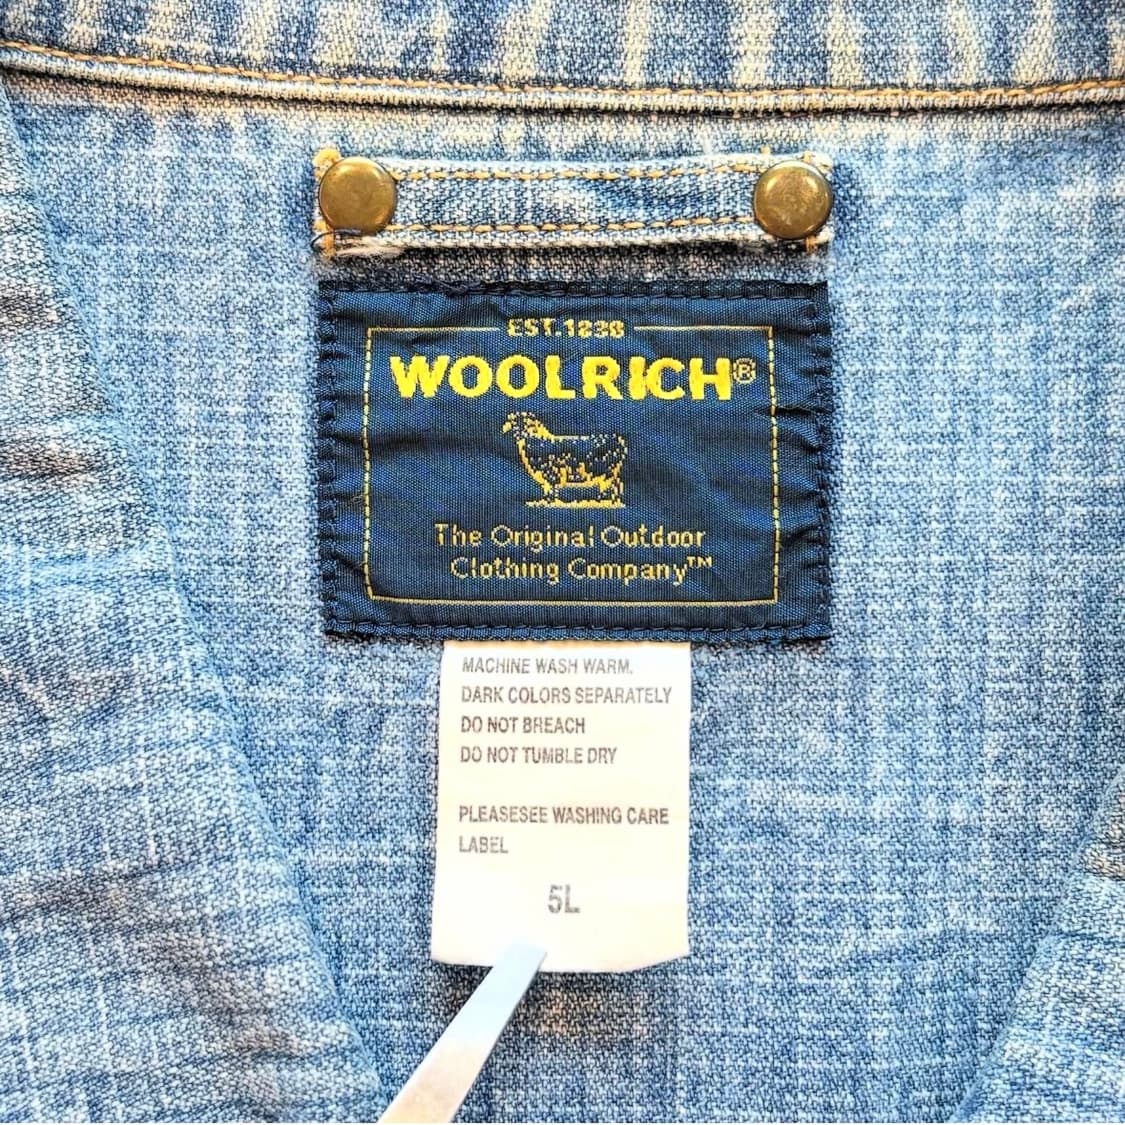 EST.1830
WOOLRICH®
The Original Outdoor
Clothing Company™
MACHINE WASH WARM.
DARK COLORS SEPARATELY
DO NOT BREACH
DO NOT TUMBLE DRY
PLEASESEE WASHING CARE
LABEL
5L